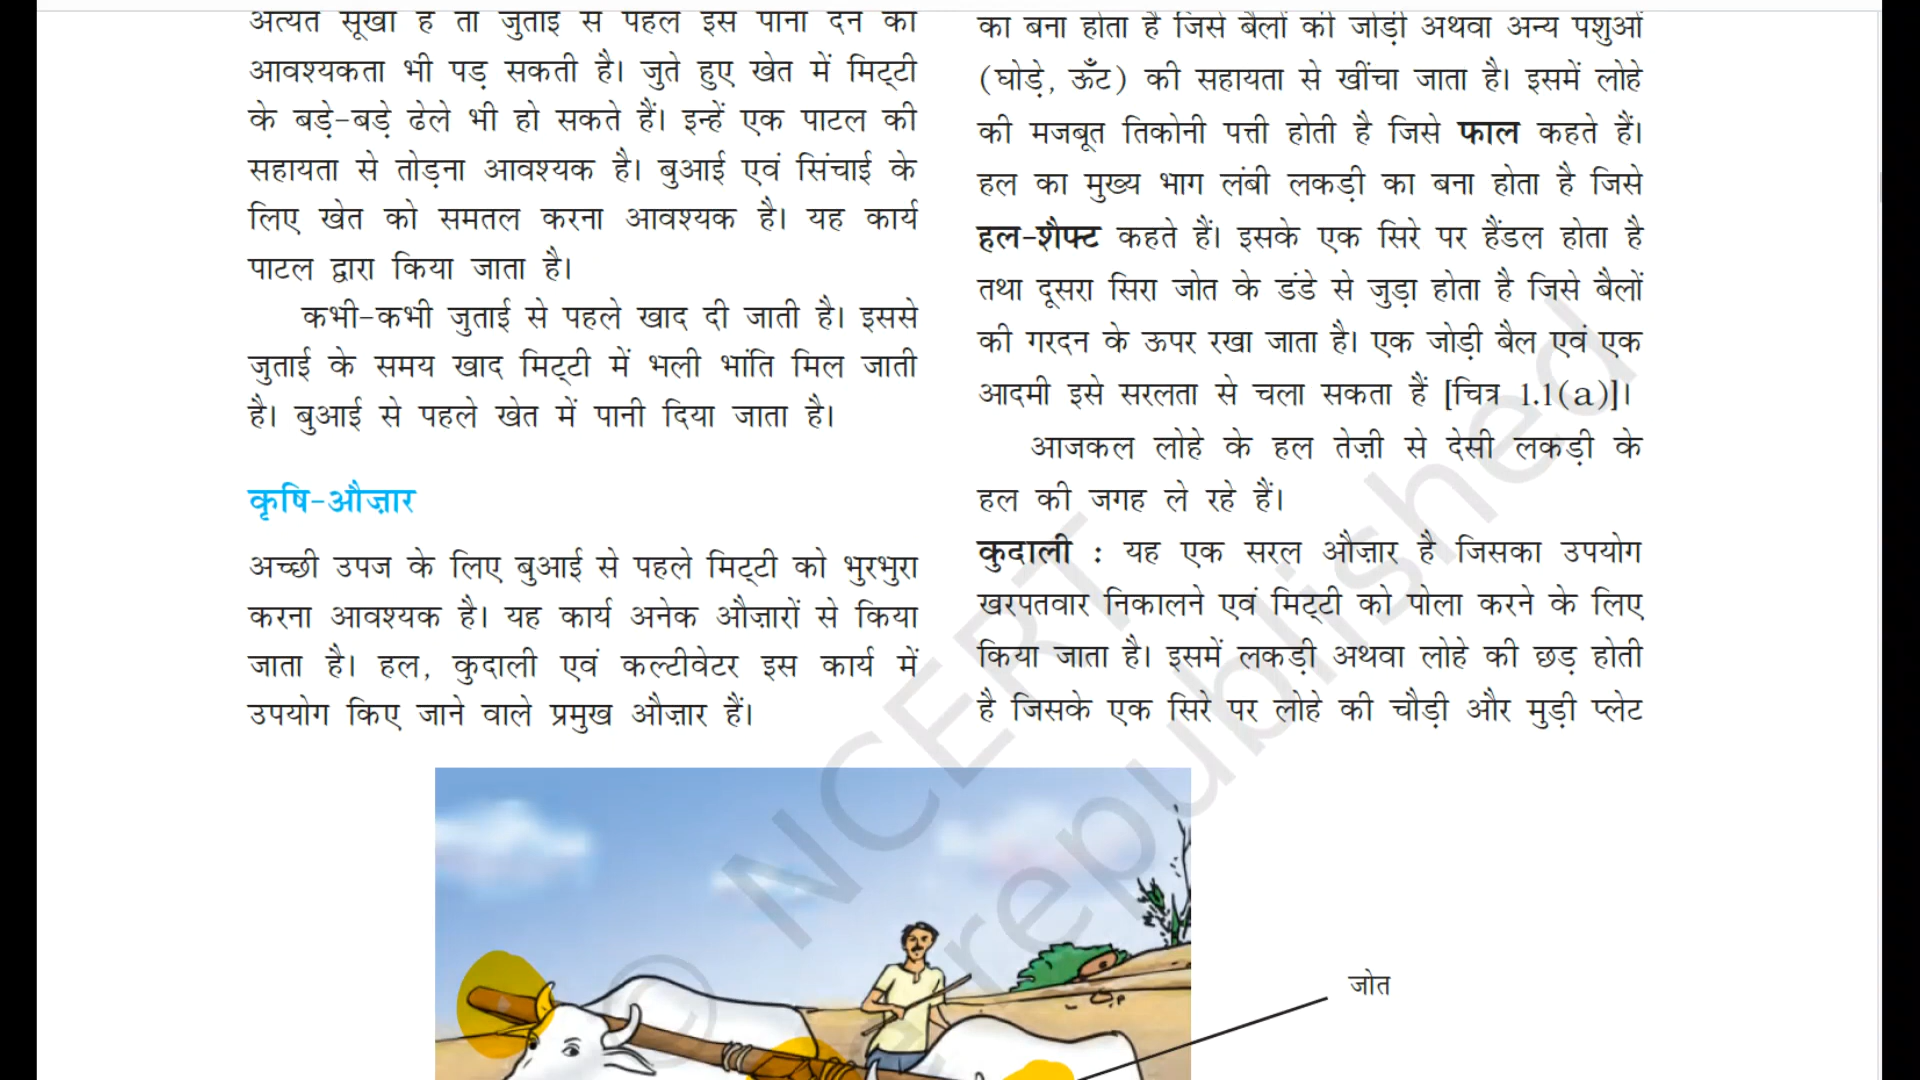 अत्यंत सूखी है तो जुताई से पहले इसे पानी देने की
आवश्यकता भी पड़ सकती है। जुते हुए खेत में मिट्टी
के बड़े-बड़े ढेले भी हो सकते हैं। इन्हें एक पाटल की
सहायता से तोड़ना आवश्यक है। बुआई एवं सिंचाई के
लिए खेत को समतल करना आवश्यक है। यह कार्य
पाटल द्वारा किया जाता है।
कभी-कभी जुताई से पहले खाद दी जाती है। इससे
जुताई के समय खाद मिट्टी में भली भांति मिल जाती
है। बुआई से पहले खेत में पानी दिया जाता है।
कृषि-औज़ार
अच्छी उपज के लिए बुआई से पहले मिट्टी को भुरभुरा
करना आवश्यक है। यह कार्य अनेक औज़ारों से किया
जाता है। हल, कुदाली एवं कल्टीवेटर इस कार्य में
उपयोग किए जाने वाले प्रमुख औज़ार हैं।
का बना होता है जिसे बैलों की जोड़ी अथवा अन्य पशुओं
(घोड़े, ऊँट) की सहायता से खींचा जाता है। इसमें लोहे
की मजबूत तिकोनी पत्ती होती है जिसे फाल कहते हैं।
हल का मुख्य भाग लंबी लकड़ी का बना होता है जिसे
हल-शैफ्ट कहते हैं। इसके एक सिरे पर हैंडल होता है
तथा दूसरा सिरा जोत के डंडे से जुड़ा होता है जिसे बैलों
की गरदन के ऊपर रखा जाता है। एक जोड़ी बैल एवं एक
आदमी इसे सरलता से चला सकता हैं [चित्र 1.1(a)]।
आजकल लोहे के हल तेज़ी से देसी लकड़ी के
हल की जगह ले रहे हैं।
कुदाली : यह एक सरल औज़ार है जिसका उपयोग
खरपतवार निकालने एवं मिट्टी को पोला करने के लिए
किया जाता है। इसमें लकड़ी अथवा लोहे की छड़ होती
है जिसके एक सिरे पर लोहे की चौड़ी और मुड़ी प्लेट
जोत
© NCERT
republished